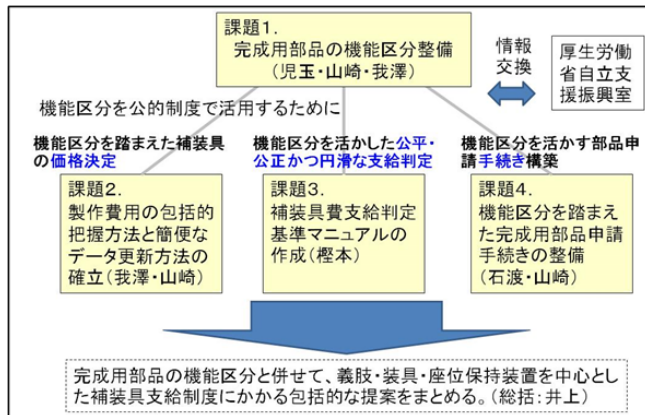 課題1.
完成用部品の機能区分整備
(児玉・山崎・我澤)
情報
交換
厚生労働
省自立支
援振興室
機能区分を公的制度で活用するために
機能区分を踏まえた補装具
の価格決定
機能区分を活かした公平・
公正かつ円滑な支給判定
機能区分を活かす部品申
請手続き構築
課題2.
製作費用の包括的
把握方法と簡便な
データ更新方法の
確立(我澤・山崎)
課題3.
補装具費支給判定
基準マニュアルの
作成(樫本)
課題4.
機能区分を踏まえ
た完成用部品申請
手続きの整備
(石渡・山崎)
完成用部品の機能区分と併せて、義肢・装具・座位保持装置を中心とし
た補装具支給制度にかかる包括的な提案をまとめる。(総括:井上)